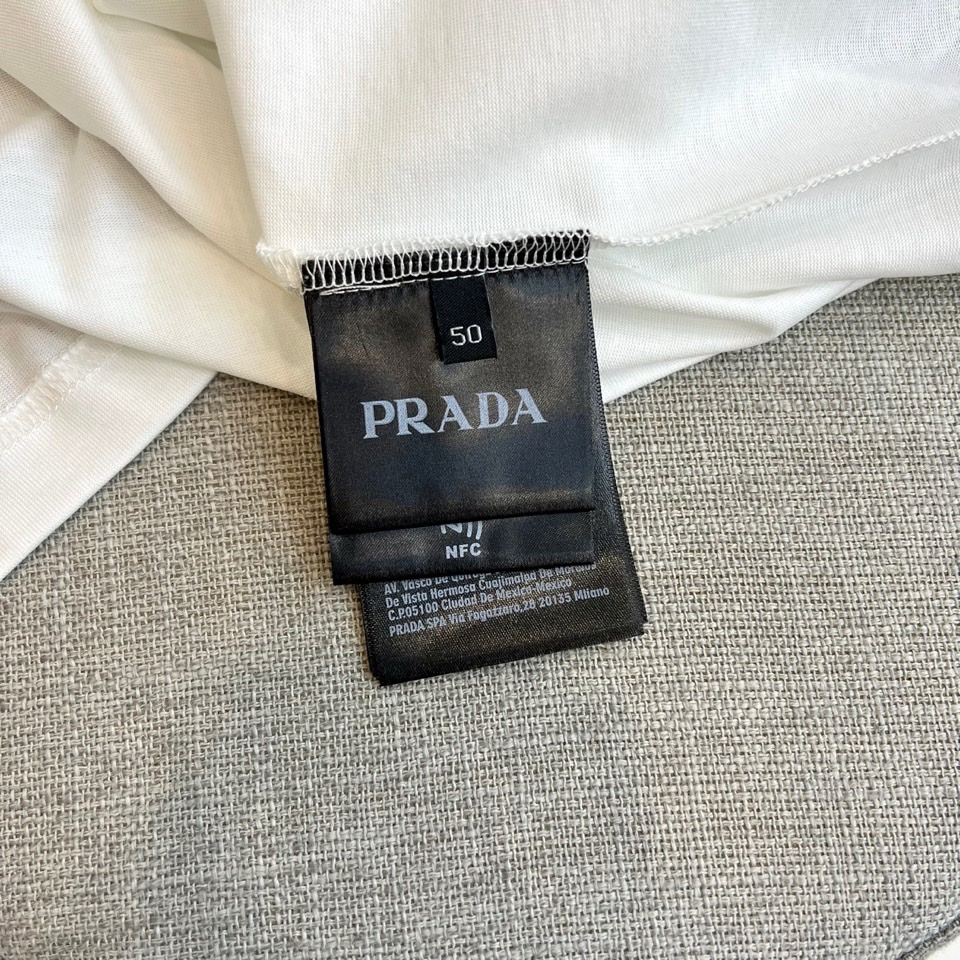 50
PRADA
NFC
AV. Vasco De Quiroga
De Vista Hermosa Cuajimalpa De Morelos
C.P.05100 Ciudad De Mexico-Mexico
PRADA SPA Via Fogazzaro,28 20135 Milano